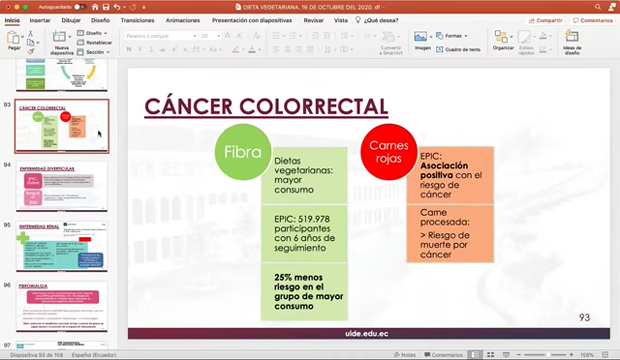 Autoguardado
DIETA VEGETARIANA. 16 DE OCTUBRE DEL 2020. df
Inicio Insertar Dibujar Diseño Transiciones Animaciones Presentación con diapositivas Revisar Vista ¿Qué desea?
Compartir Comentarios
Pegar
Nueva diapositiva
Diseño
Restablecer
Sección
Convertir a SmartArt
Imagen
Formas
Cuadro de texto
Organizar
Estilos rápidos
Ideas de diseño
93
CÁNCER COLORRECTAL
94
ENFERMEDAD DIVERTICULAR
95
ENFERMEDAD RENAL
96
FIBROMIALGIA
97
CÁNCER COLORRECTAL
Fibra
Dietas
vegetarianas:
mayor
consumo
EPIC: 519.978
participantes
con 6 años de
seguimiento
25% menos
riesgo en el
grupo de mayor
consumo
Carnes
rojas
EPIC:
Asociación
positiva con el
riesgo de
cáncer
Carne
procesada:
> Riesgo de
muerte por
cáncer
93
uide.edu.ec
Diapositiva 93 de 108 Español (Ecuador)
Notas Comentarios 156%